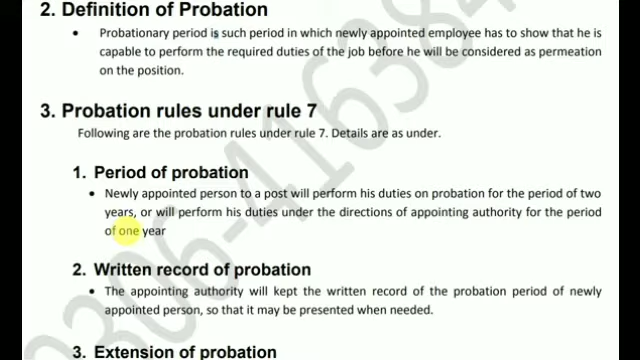 2. Definition of Probation
• Probationary period is such period in which newly appointed employee has to show that he is
capable to perform the required duties of the job before he will be considered as permeation
on the position.
3. Probation rules under rule 7
Following are the probation rules under rule 7. Details are as under.
1. Period of probation
• Newly appointed person to a post will perform his duties on probation for the period of two
years, or will perform his duties under the directions of appointing authority for the period
of one year
2. Written record of probation
• The appointing authority will kept the written record of the probation period of newly
appointed person, so that it may be presented when needed.
3. Extension of probation